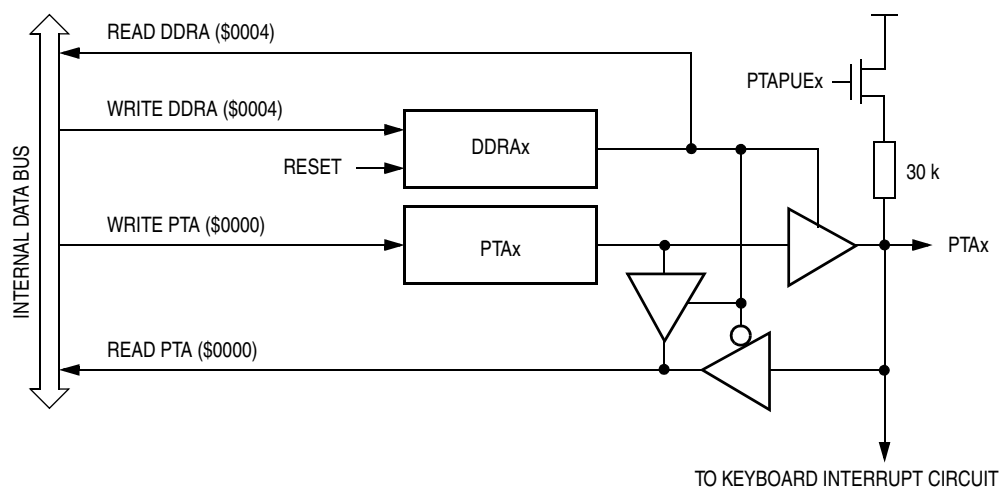 READ DDRA ($0004)
PTAPUEx
WRITE DDRA ($0004)
DDRAx
RESET
30 k
INTERNAL DATA BUS
WRITE PTA ($0000)
PTAx
PTAx
READ PTA ($0000)
TO KEYBOARD INTERRUPT CIRCUIT